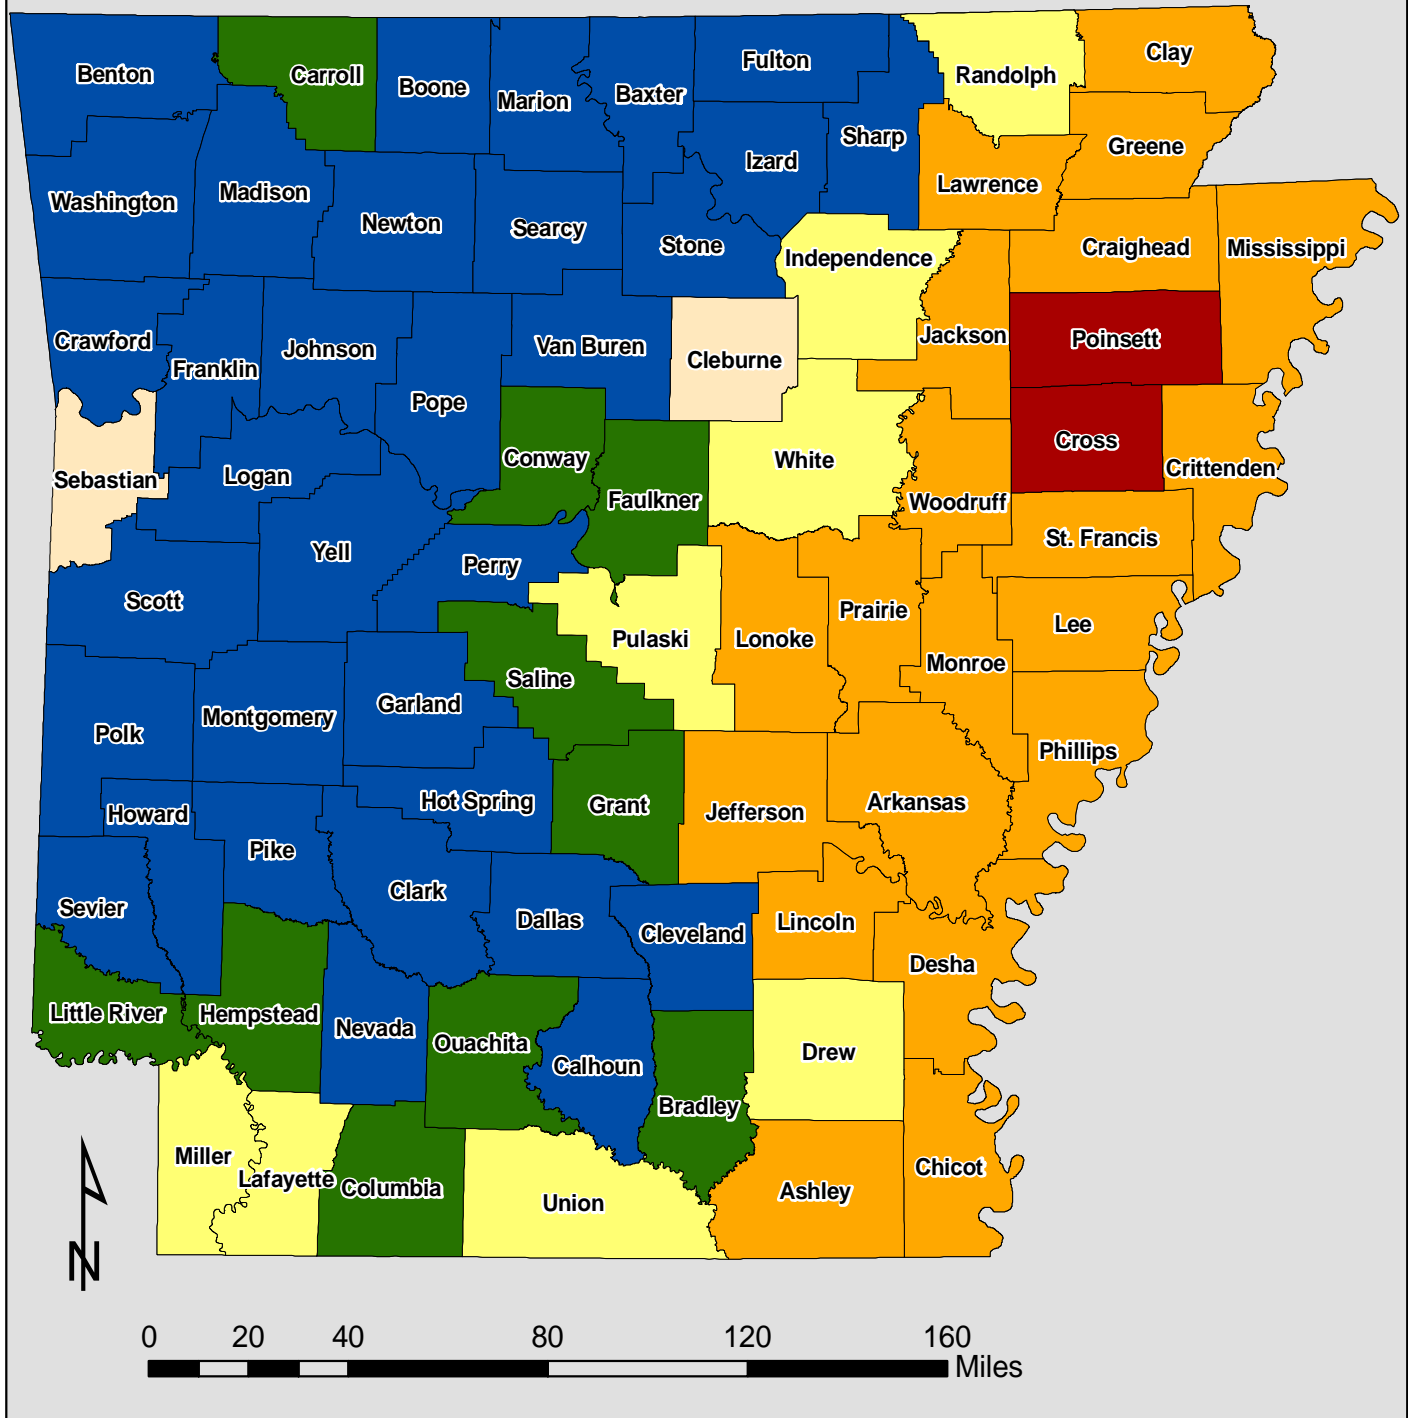 Benton
Carroll
Boone
Marion
Baxter
Fulton
Randolph
Clay
Izard
Sharp
Greene
Lawrence
Washington
Madison
Newton
Searcy
Stone
Independence
Craighead
Mississippi
Crawford
Franklin
Johnson
Pope
Van Buren
Cleburne
Jackson
Poinsett
Sebastian
Logan
Conway
Faulkner
White
Woodruff
Cross
Crittenden
Scott
Yell
Perry
St. Francis
Pulaski
Lonoke
Prairie
Monroe
Lee
Polk
Montgomery
Garland
Saline
Phillips
Howard
Pike
Hot Spring
Grant
Jefferson
Arkansas
Sevier
Clark
Dallas
Cleveland
Lincoln
Desha
Little River
Hempstead
Nevada
Ouachita
Calhoun
Drew
Bradley
Miller
Lafayette
Columbia
Union
Ashley
Chicot
N
0 20 40 80 120 160
Miles